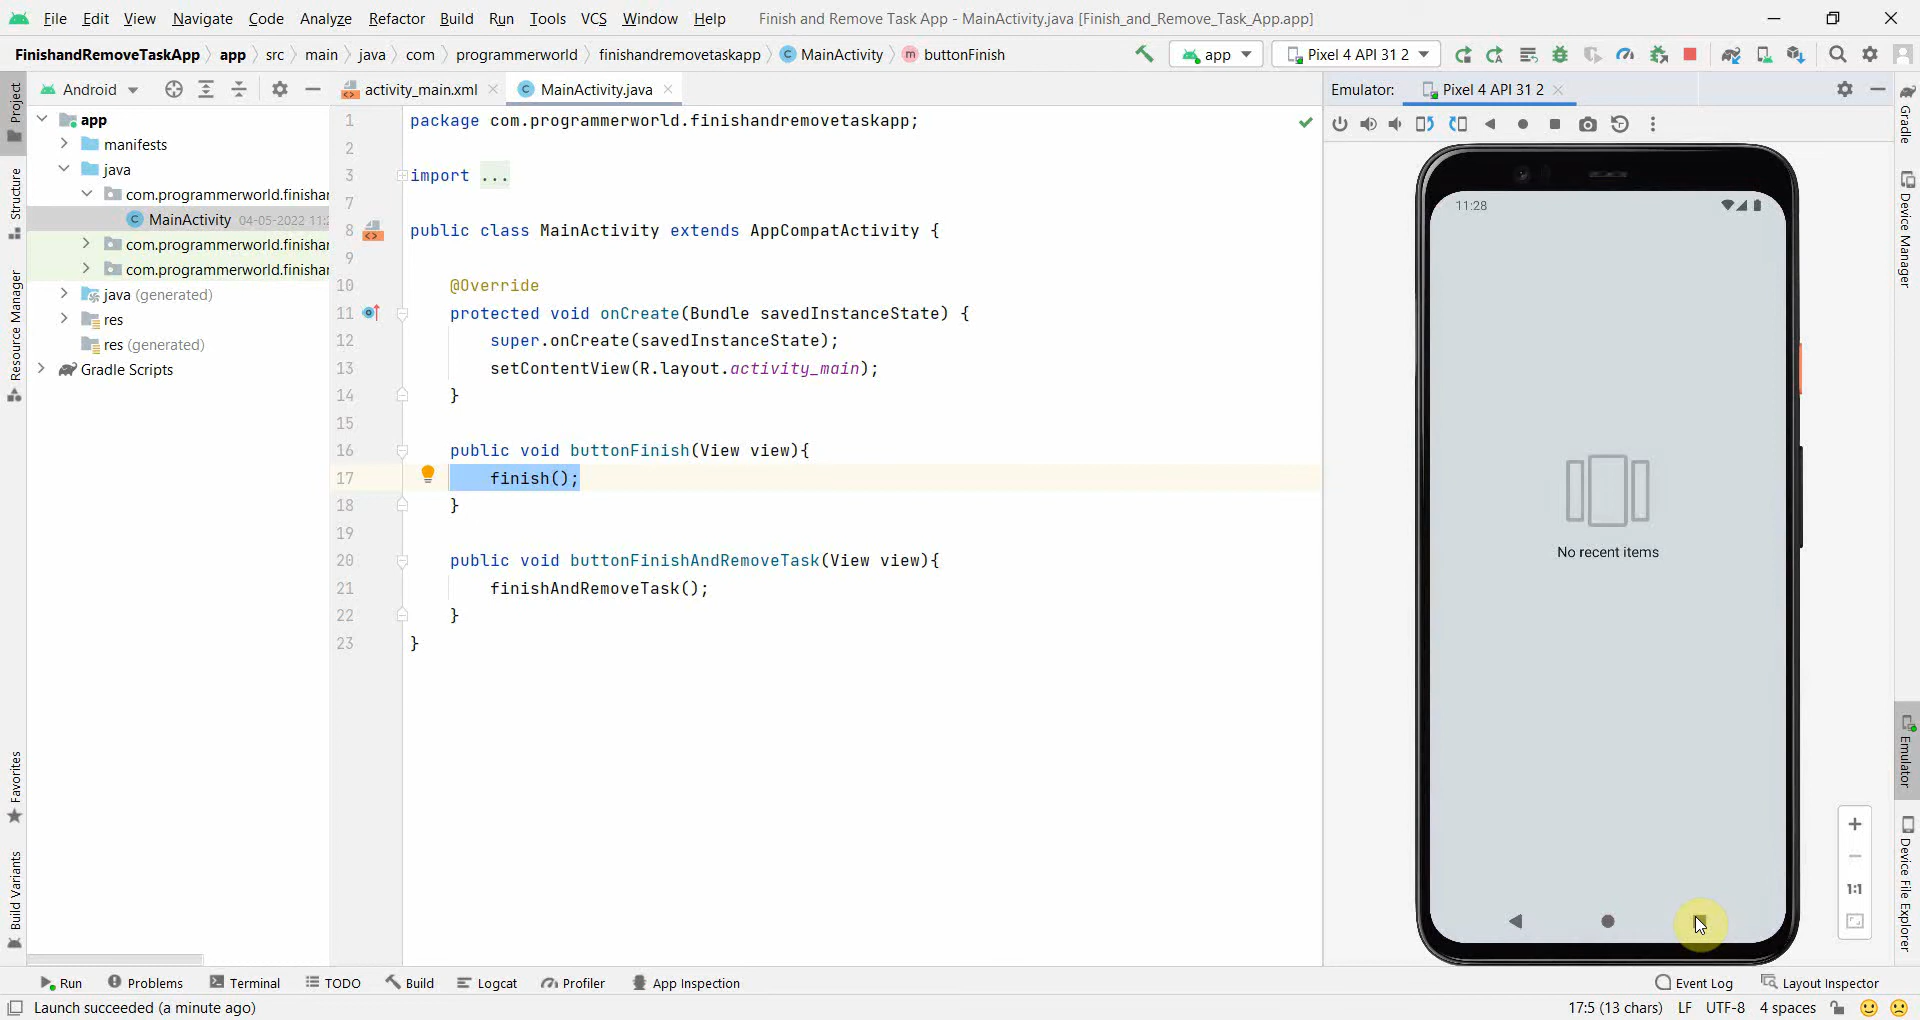 File Edit View Navigate Code Analyze Refactor Build Run Tools VCS Window Help Finish and Remove Task App - MainActivity.java [Finish_and_Remove_Task_App.app]
FinishandRemoveTaskApp app src main java com programmerworld finishandremovetaskapp MainActivity buttonFinish app Pixel 4 API 31 2
Android activity_main.xml MainActivity.java Emulator: Pixel 4 API 31 2
Project
Structure
Resource Manager
Favorites
Build Variants
app
manifests
java
com.programmerworld.finishar
MainActivity 04-05-2022 11:
com.programmerworld.finishar
com.programmerworld.finishar
java (generated)
res
res (generated)
Gradle Scripts
1 package com.programmerworld.finishandremovetaskapp;
2
3 import ...
7
8 public class MainActivity extends AppCompatActivity {
9
10 @Override
11 protected void onCreate(Bundle savedInstanceState) {
12 super.onCreate(savedInstanceState);
13 setContentView(R.layout.activity_main);
14 }
15
16 public void buttonFinish(View view){
17 finish();
18 }
19
20 public void buttonFinishAndRemoveTask(View view){
21 finishAndRemoveTask();
22 }
23 }
11:28
No recent items
1:1
Gradle
Device Manager
Emulator
Device File Explorer
Run Problems Terminal TODO Build Logcat Profiler App Inspection Event Log Layout Inspector
Launch succeeded (a minute ago) 17:5 (13 chars) LF UTF-8 4 spaces